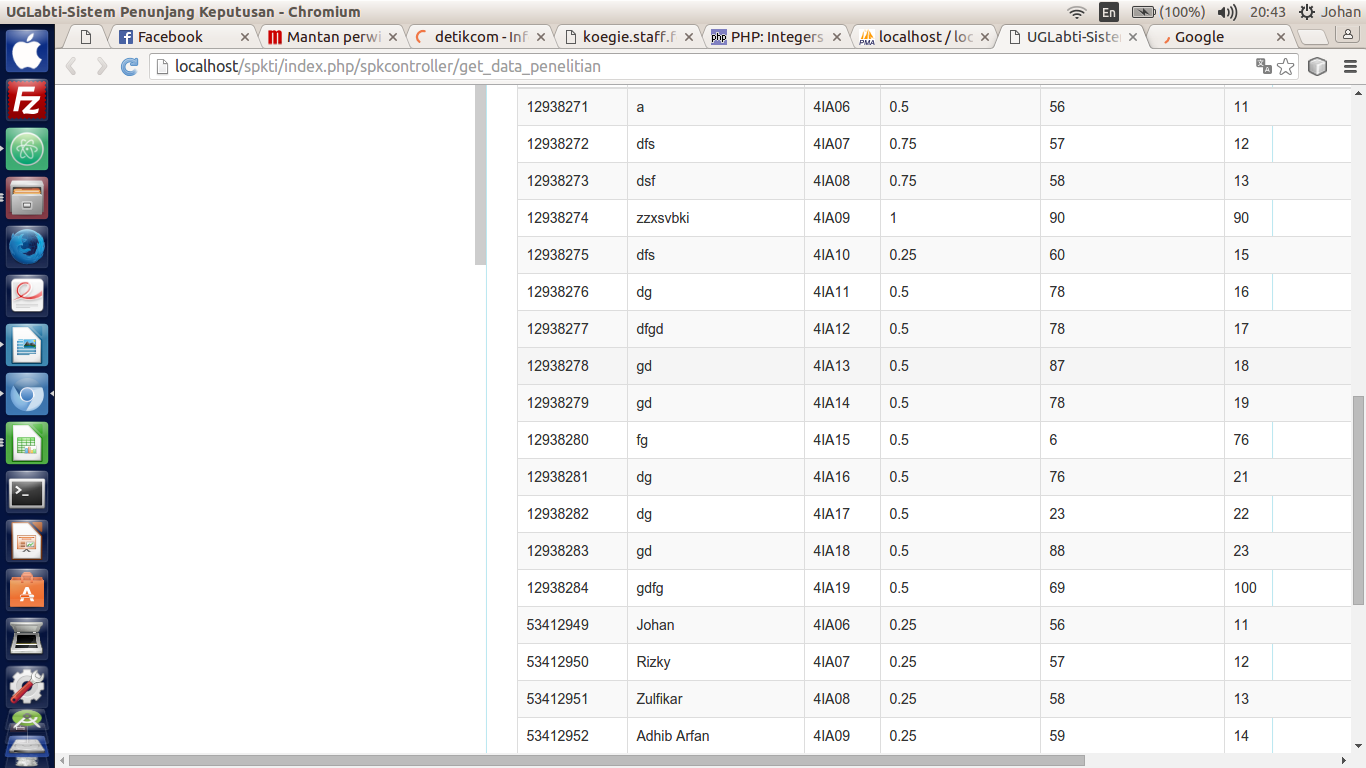 UGLabti-Sistem Penunjang Keputusan - Chromium
En (100%) 20:43 Johan
Facebook Mantan perwi detikcom - Inf koegie.staff.f PHP: Integers localhost / loc UGLabti-Siste Google
localhost/spkti/index.php/spkcontroller/get_data_penelitian
12938271 a 4IA06 0.5 56 11
12938272 dfs 4IA07 0.75 57 12
12938273 dsf 4IA08 0.75 58 13
12938274 zzxsvbki 4IA09 1 90 90
12938275 dfs 4IA10 0.25 60 15
12938276 dg 4IA11 0.5 78 16
12938277 dfgd 4IA12 0.5 78 17
12938278 gd 4IA13 0.5 87 18
12938279 gd 4IA14 0.5 78 19
12938280 fg 4IA15 0.5 6 76
12938281 dg 4IA16 0.5 76 21
12938282 dg 4IA17 0.5 23 22
12938283 gd 4IA18 0.5 88 23
12938284 gdfg 4IA19 0.5 69 100
53412949 Johan 4IA06 0.25 56 11
53412950 Rizky 4IA07 0.25 57 12
53412951 Zulfikar 4IA08 0.25 58 13
53412952 Adhib Arfan 4IA09 0.25 59 14